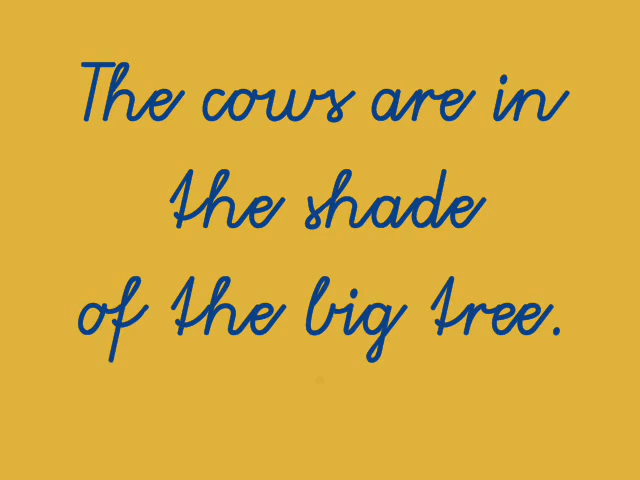 The cows are in
the shade
of the big tree.